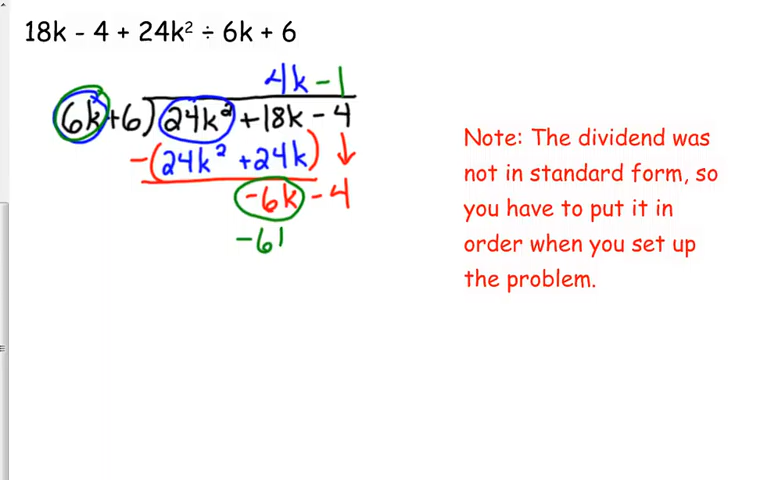 18k - 4 + 24k² ÷ 6k + 6
4k - 1
6k + 6 ) 24k² + 18k - 4
-(24k² + 24k) ↓
-6k - 4
Note: The dividend was
not in standard form, so
you have to put it in
order when you set up
the problem.